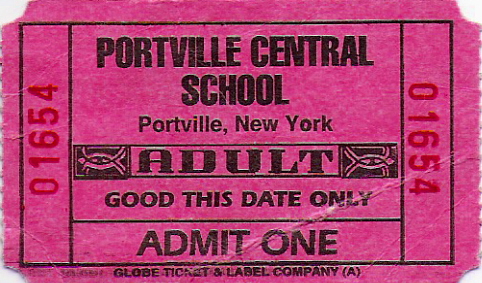 PORTVILLE CENTRAL
SCHOOL
Portville, New York
ADULT
GOOD THIS DATE ONLY
ADMIT ONE
GLOBE TICKET & LABEL COMPANY (A)
01654
01654